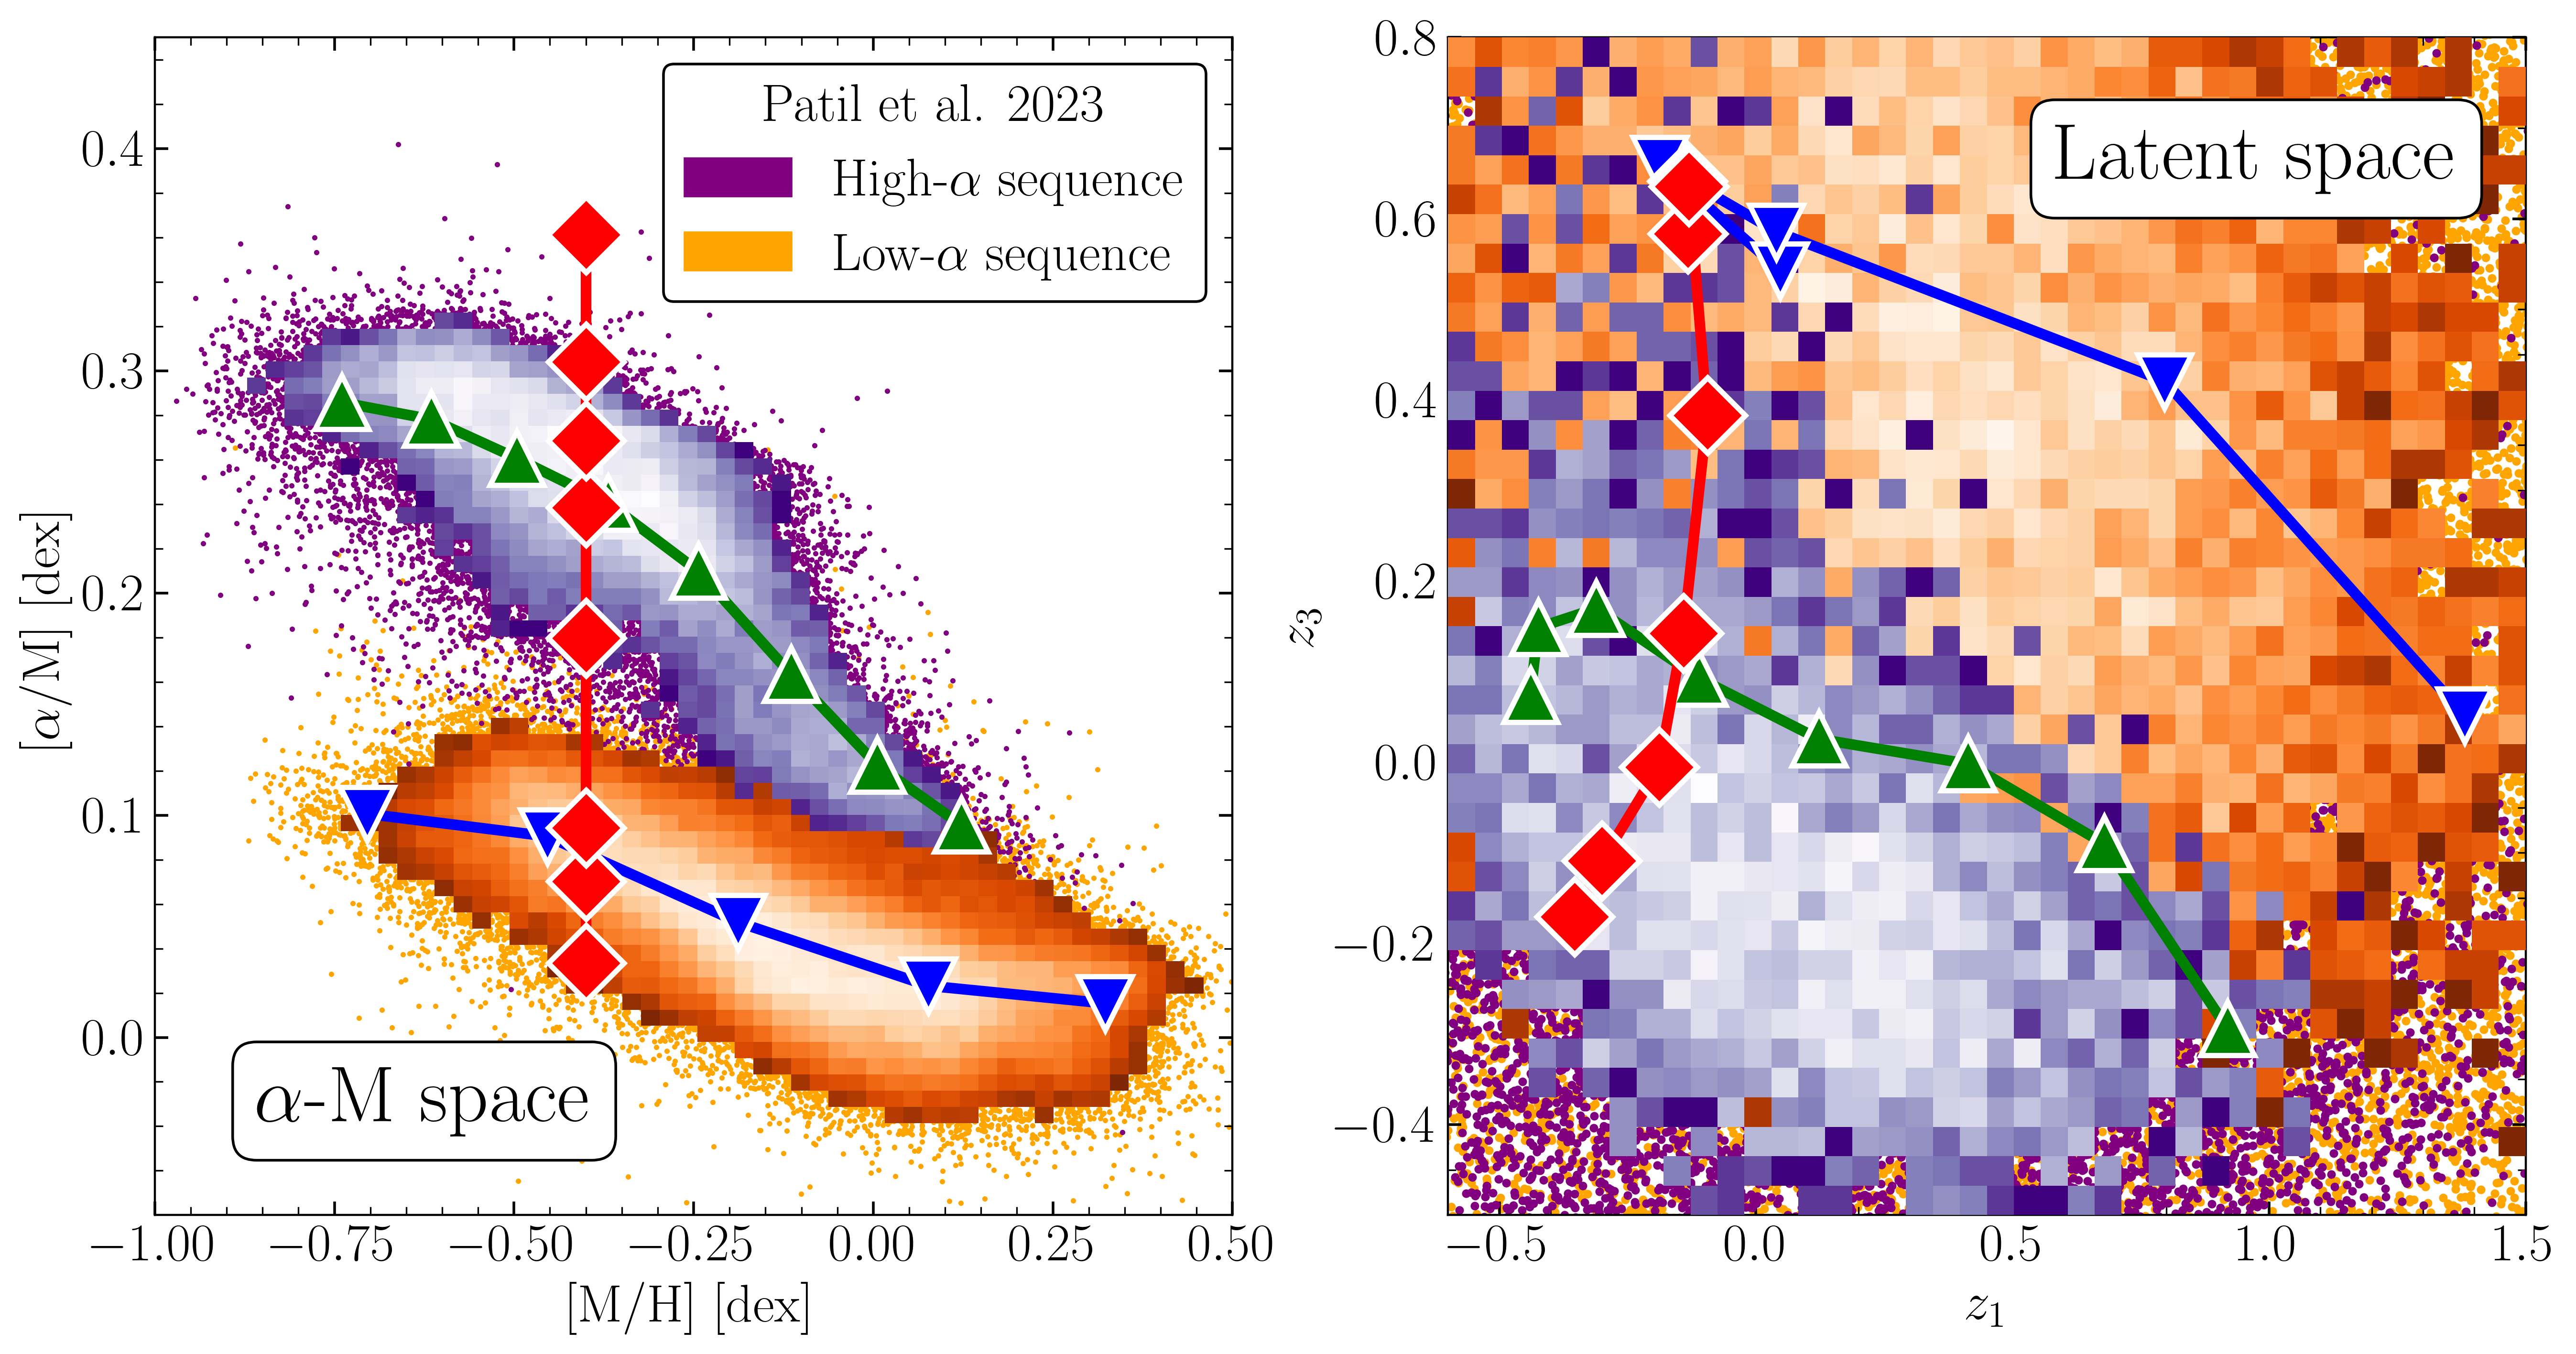 Patil et al. 2023
High-α sequence
Low-α sequence
α-M space
0.4
0.3
0.2
0.1
0.0
[α/M] [dex]
−1.00 −0.75 −0.50 −0.25 0.00 0.25 0.50
[M/H] [dex]
Latent space
0.8
0.6
0.4
0.2
0.0
−0.2
−0.4
z₃
−0.5 0.0 0.5 1.0 1.5
z₁